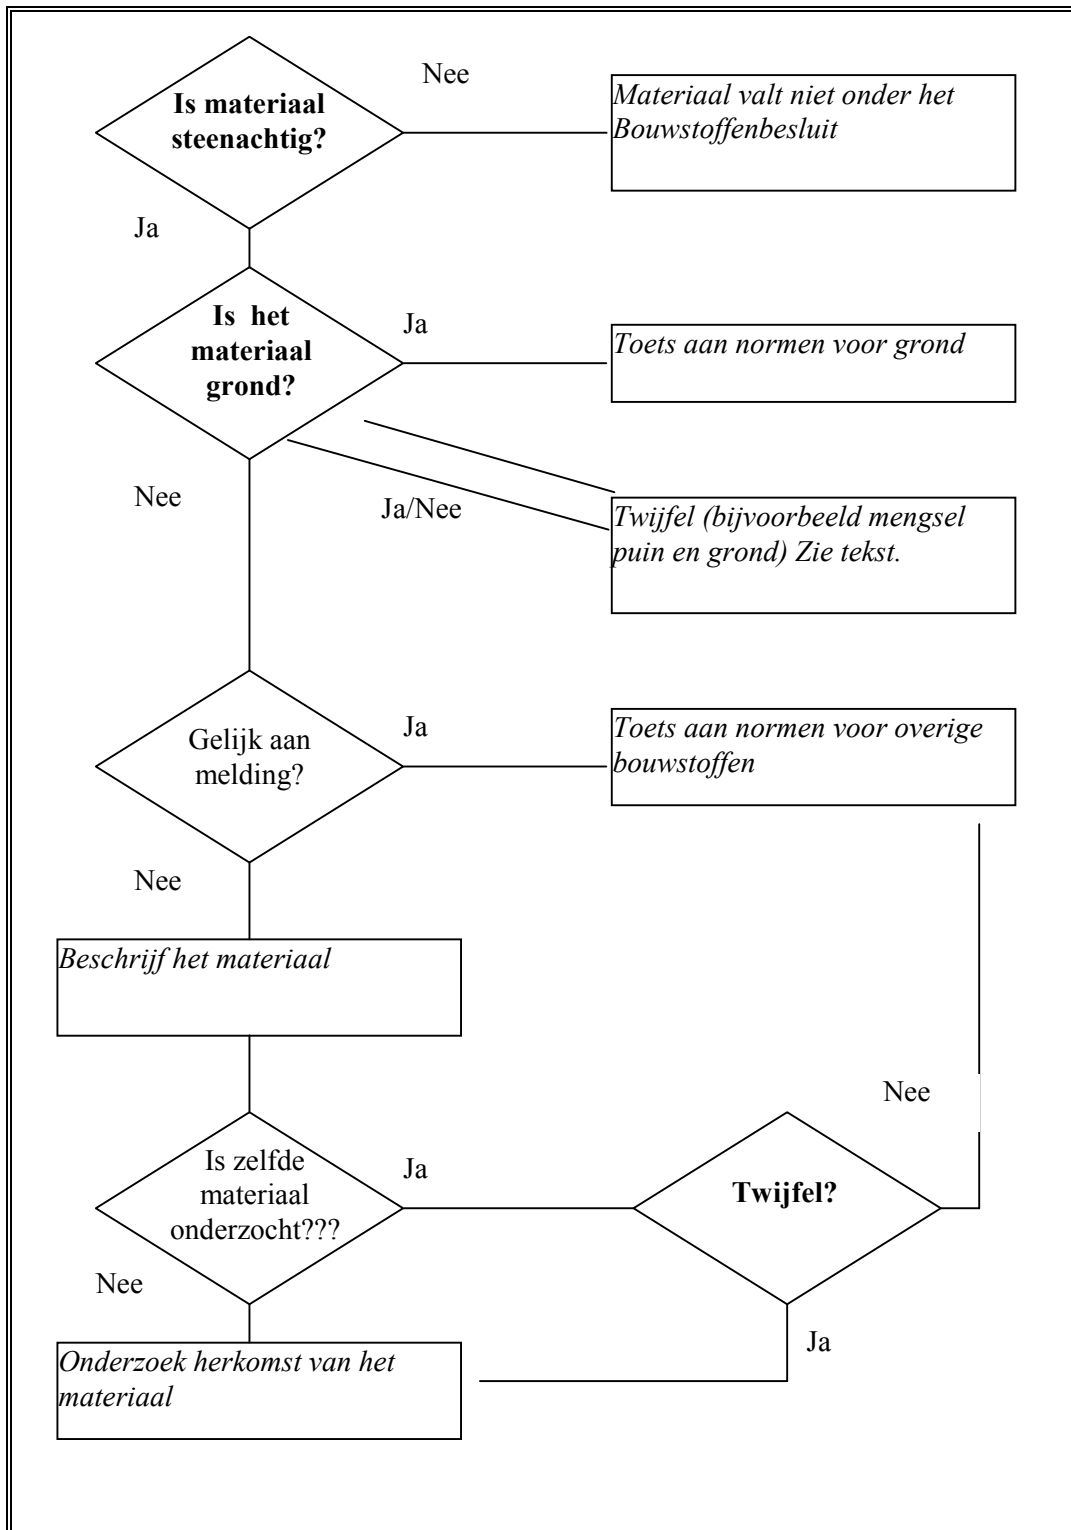 Nee
Is materiaal
steenachtig?
Materiaal valt niet onder het
Bouwstoffenbesluit
Ja
Is het
materiaal
grond?
Ja
Toets aan normen voor grond
Nee
Ja/Nee
Twijfel (bijvoorbeeld mengsel
puin en grond) Zie tekst.
Gelijk aan
melding?
Ja
Toets aan normen voor overige
bouwstoffen
Nee
Beschrijf het materiaal
Nee
Is zelfde
materiaal
onderzocht???
Ja
Twijfel?
Nee
Ja
Onderzoek herkomst van het
materiaal